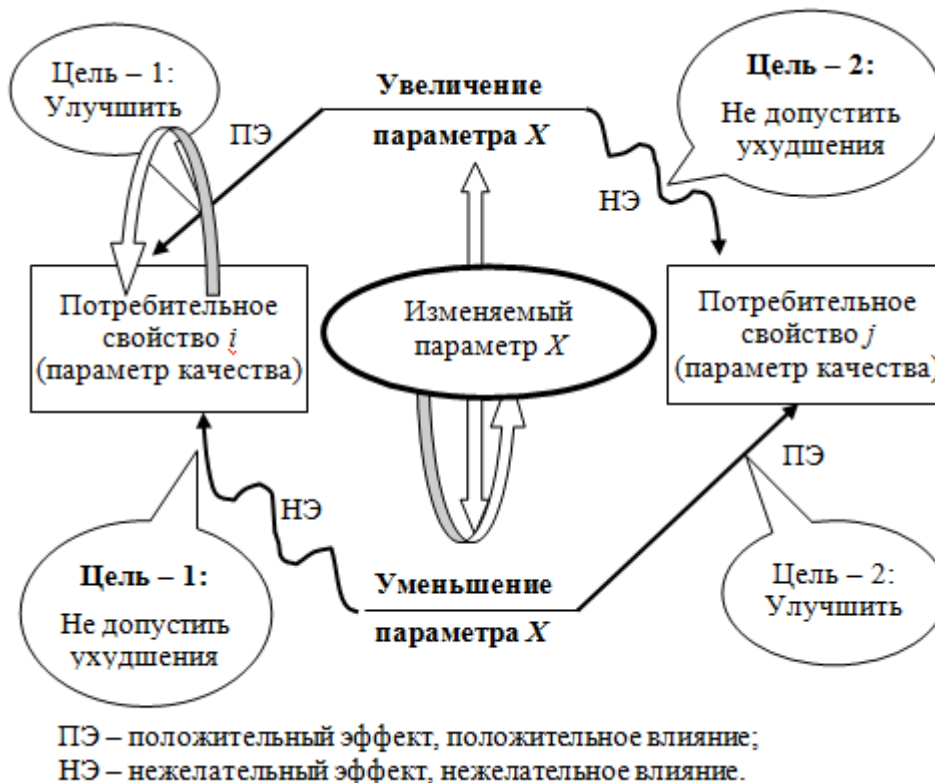 Цель – 1:
Улучшить
ПЭ
Увеличение
параметра X
Цель – 2:
Не допустить
ухудшения
НЭ
Потребительное
свойство i
(параметр качества)
Изменяемый
параметр X
Потребительное
свойство j
(параметр качества)
НЭ
ПЭ
Цель – 1:
Не допустить
ухудшения
Уменьшение
параметра X
Цель – 2:
Улучшить
ПЭ – положительный эффект, положительное влияние;
НЭ – нежелательный эффект, нежелательное влияние.